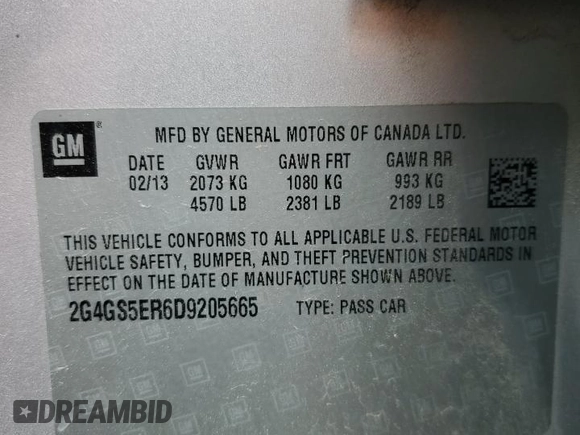 GM ®
MFD BY GENERAL MOTORS OF CANADA LTD.
DATE GVWR GAWR FRT GAWR RR
02/13 2073 KG 1080 KG 993 KG
4570 LB 2381 LB 2189 LB
THIS VEHICLE CONFORMS TO ALL APPLICABLE U.S. FEDERAL MOTOR
VEHICLE SAFETY, BUMPER, AND THEFT PREVENTION STANDARDS IN
EFFECT ON THE DATE OF MANUFACTURE SHOWN ABOVE.
2G4GS5ER6D9205665 TYPE: PASS CAR
DREAMBID